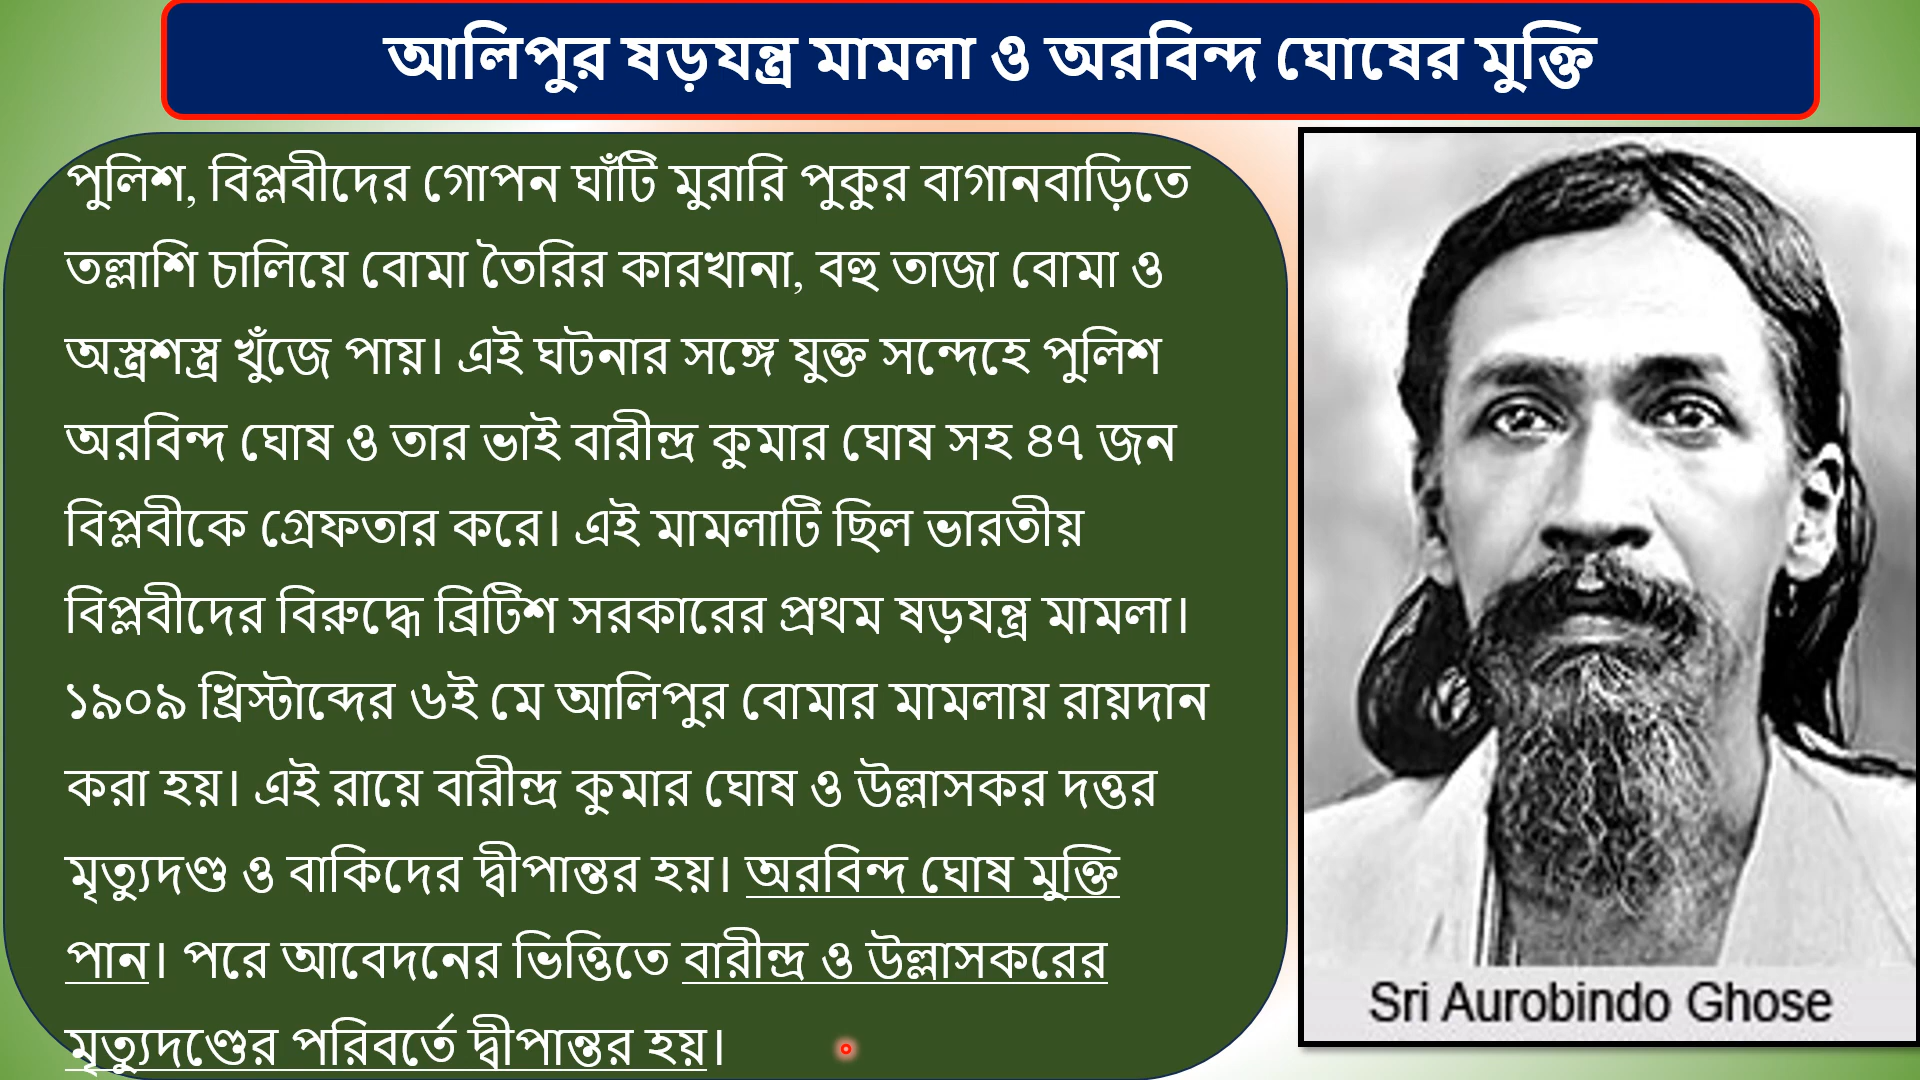 আলিপুর ষড়যন্ত্র মামলা ও অরবিন্দ ঘোষের মুক্তি
পুলিশ, বিপ্লবীদের গোপন ঘাঁটি মুরারি পুকুর বাগানবাড়িতে
তল্লাশি চালিয়ে বোমা তৈরির কারখানা, বহু তাজা বোমা ও
অস্ত্রশস্ত্র খুঁজে পায়। এই ঘটনার সঙ্গে যুক্ত সন্দেহে পুলিশ
অরবিন্দ ঘোষ ও তার ভাই বারীন্দ্র কুমার ঘোষ সহ ৪৭ জন
বিপ্লবীকে গ্রেফতার করে। এই মামলাটি ছিল ভারতীয়
বিপ্লবীদের বিরুদ্ধে ব্রিটিশ সরকারের প্রথম ষড়যন্ত্র মামলা।
১৯০৯ খ্রিস্টাব্দের ৬ই মে আলিপুর বোমার মামলায় রায়দান
করা হয়। এই রায়ে বারীন্দ্র কুমার ঘোষ ও উল্লাসকর দত্তর
মৃত্যুদণ্ড ও বাকিদের দ্বীপান্তর হয়। অরবিন্দ ঘোষ মুক্তি
পান। পরে আবেদনের ভিত্তিতে বারীন্দ্র ও উল্লাসকরের
মৃত্যুদণ্ডের পরিবর্তে দ্বীপান্তর হয়।
Sri Aurobindo Ghose